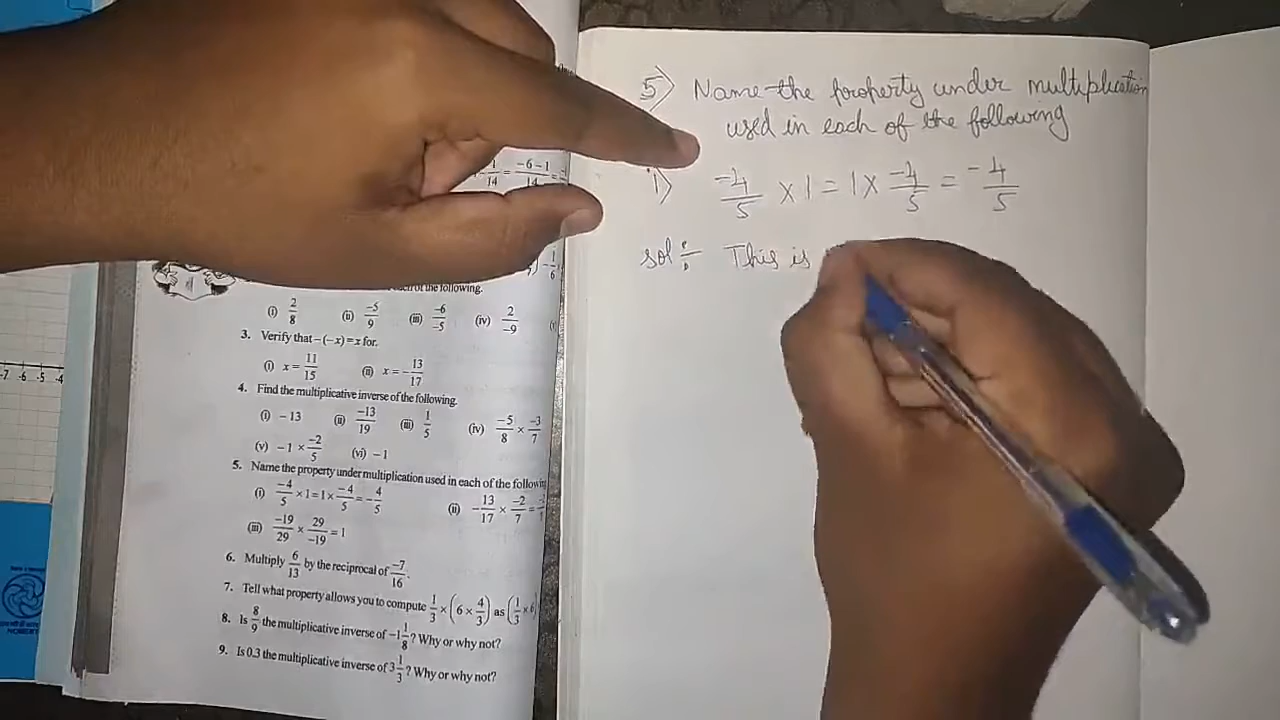 -6-1
14
14
each of the following.
(i) 2/8 (ii) -5/9 (iii) -6/-5 (iv) 2/-9
3. Verify that -(-x) = x for.
(i) x = 11/15 (ii) x = -13/17
4. Find the multiplicative inverse of the following.
(i) -13 (ii) -13/19 (iii) 1/5 (iv) -5/8 × -3/7
(v) -1 × -2/5 (vi) -1
5. Name the property under multiplication used in each of the following
(i) -4/5 × 1 = 1 × -4/5 = -4/5 (ii) -13/17 × -2/7 =
(iii) -19/29 × 29/-19 = 1
6. Multiply 6/13 by the reciprocal of -7/16.
7. Tell what property allows you to compute 1/3 × (6 × 4/3) as (1/3 × 6
8. Is 8/9 the multiplicative inverse of -1 1/8? Why or why not?
9. Is 0.3 the multiplicative inverse of 3 1/3? Why or why not?
-7 -6 -5 -4
5) Name the property under multiplication
used in each of the following
i) -4/5 × 1 = 1 × -4/5 = -4/5
sol÷ This is